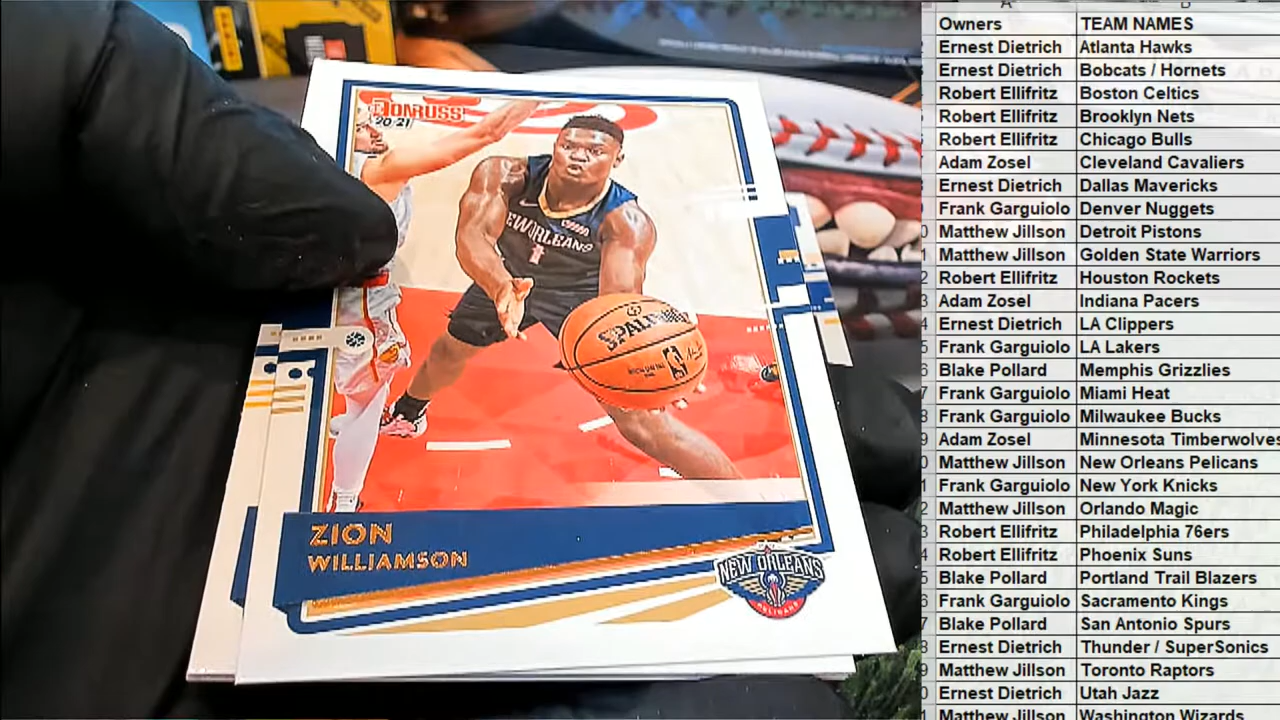 DONRUSS
20/21
NEW ORLEANS
1
SPALDING
ZION
WILLIAMSON
NEW ORLEANS
PELICANS
Owners TEAM NAMES
Ernest Dietrich Atlanta Hawks
Ernest Dietrich Bobcats / Hornets
Robert Ellifritz Boston Celtics
Robert Ellifritz Brooklyn Nets
Robert Ellifritz Chicago Bulls
Adam Zosel Cleveland Cavaliers
Ernest Dietrich Dallas Mavericks
Frank Garguiolo Denver Nuggets
Matthew Jillson Detroit Pistons
Matthew Jillson Golden State Warriors
Robert Ellifritz Houston Rockets
Adam Zosel Indiana Pacers
Ernest Dietrich LA Clippers
Frank Garguiolo LA Lakers
Blake Pollard Memphis Grizzlies
Frank Garguiolo Miami Heat
Frank Garguiolo Milwaukee Bucks
Adam Zosel Minnesota Timberwolves
Matthew Jillson New Orleans Pelicans
Frank Garguiolo New York Knicks
Matthew Jillson Orlando Magic
Robert Ellifritz Philadelphia 76ers
Robert Ellifritz Phoenix Suns
Blake Pollard Portland Trail Blazers
Frank Garguiolo Sacramento Kings
Blake Pollard San Antonio Spurs
Ernest Dietrich Thunder / SuperSonics
Matthew Jillson Toronto Raptors
Ernest Dietrich Utah Jazz
Matthew Jillson Washington Wizards